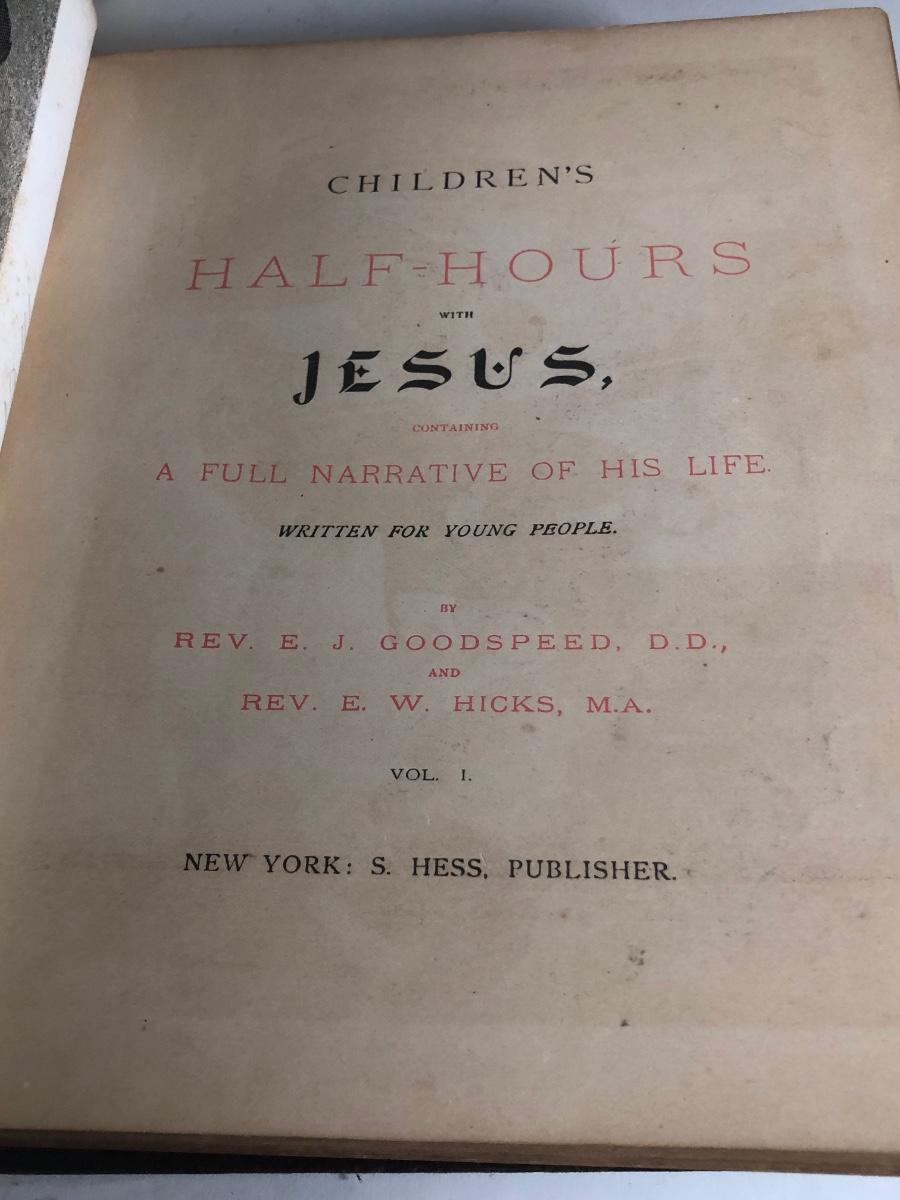 CHILDREN'S
HALF-HOURS
WITH
JESUS,
CONTAINING
A FULL NARRATIVE OF HIS LIFE.
WRITTEN FOR YOUNG PEOPLE.
BY
REV. E. J. GOODSPEED, D.D.,
AND
REV. E. W. HICKS, M.A.
VOL. I.
NEW YORK: S. HESS, PUBLISHER.